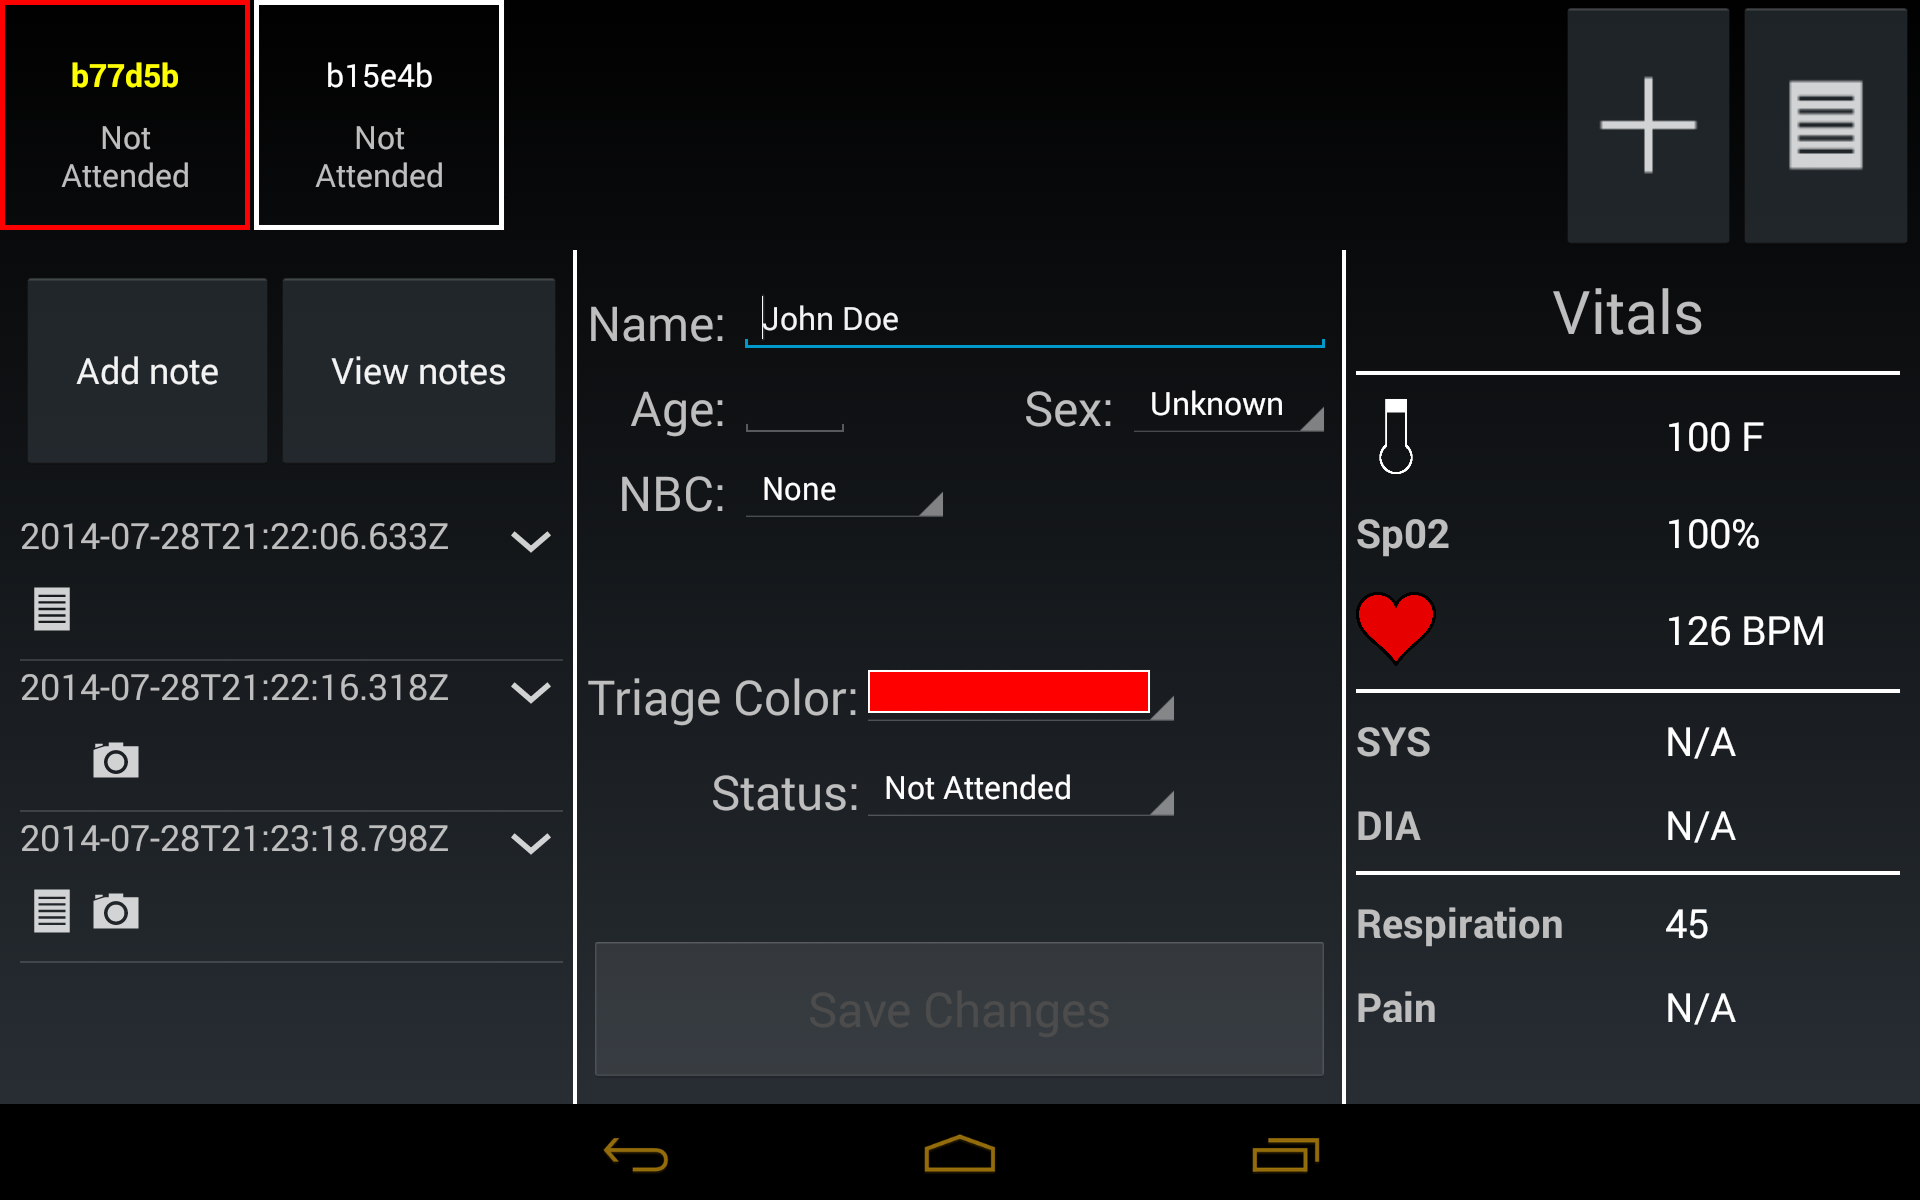 b77d5b
Not
Attended
b15e4b
Not
Attended
Add note
View notes
2014-07-28T21:22:06.633Z
2014-07-28T21:22:16.318Z
2014-07-28T21:23:18.798Z
Name: John Doe
Age:
Sex: Unknown
NBC: None
Triage Color:
Status: Not Attended
Save Changes
Vitals
100 F
Sp02 100%
126 BPM
SYS N/A
DIA N/A
Respiration 45
Pain N/A